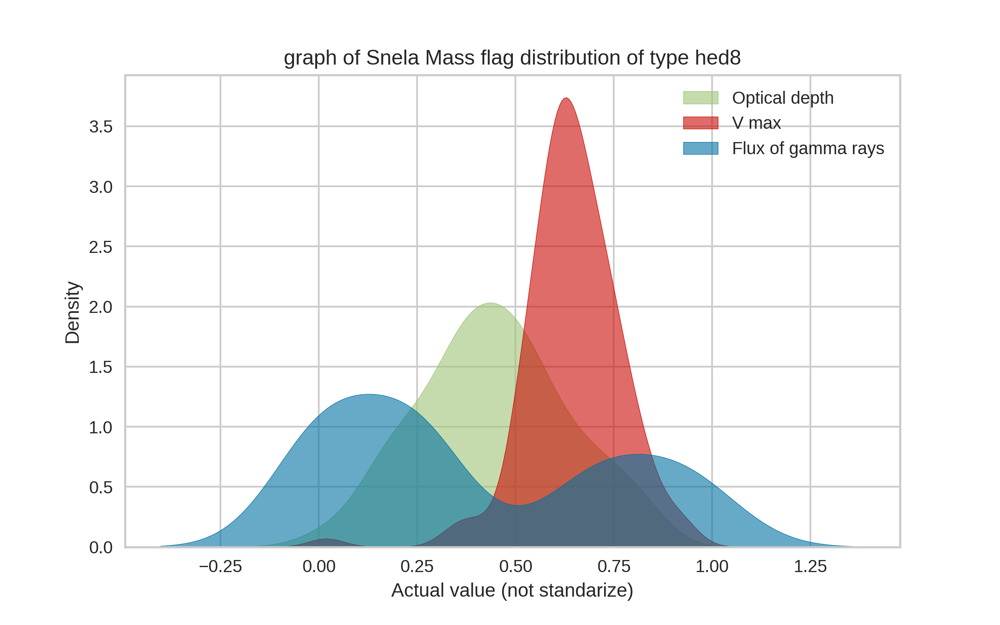 graph of Snela Mass flag distribution of type hed8
Optical depth
V max
Flux of gamma rays
Density
3.5
3.0
2.5
2.0
1.5
1.0
0.5
0.0
−0.25 0.00 0.25 0.50 0.75 1.00 1.25
Actual value (not standarize)